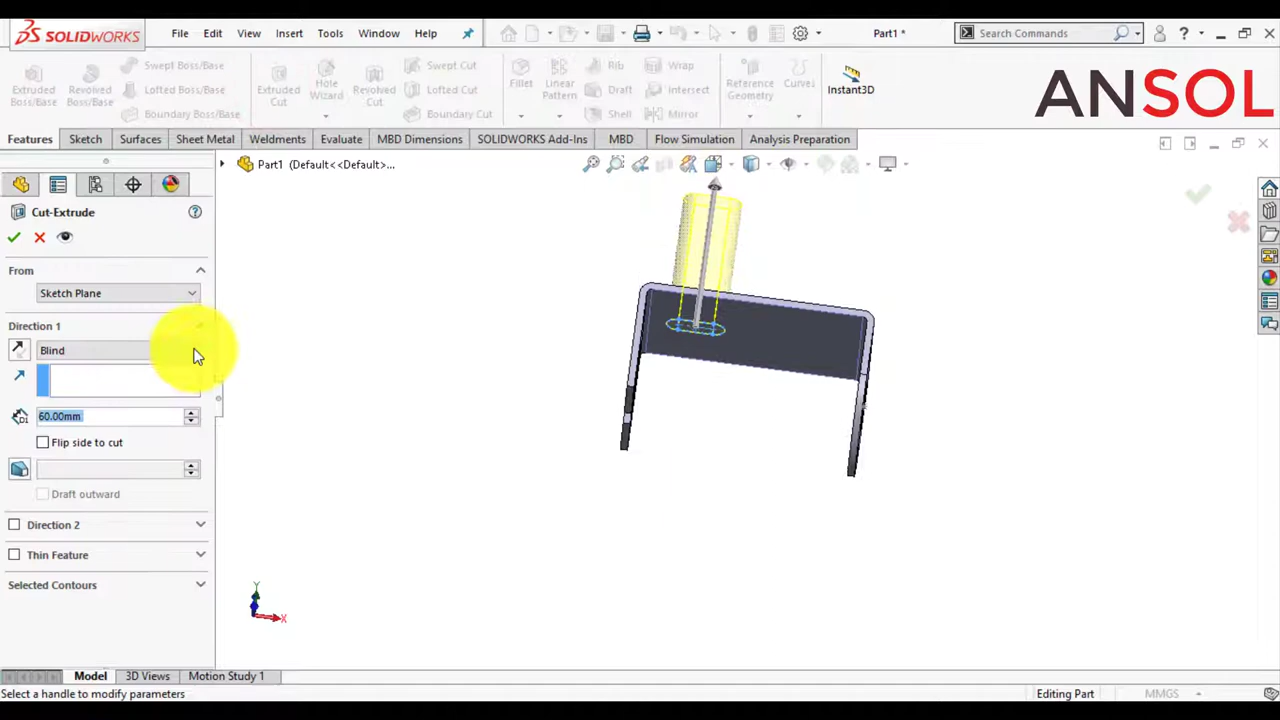 SOLIDWORKS
File Edit View Insert Tools Window Help
Part1 *
Search Commands
?
Extruded Boss/Base
Revolved Boss/Base
Swept Boss/Base
Lofted Boss/Base
Boundary Boss/Base
Extruded Cut
Hole Wizard
Revolved Cut
Swept Cut
Lofted Cut
Boundary Cut
Fillet
Linear Pattern
Rib
Draft
Shell
Wrap
Intersect
Mirror
Reference Geometry
Curves
Instant3D
ANSOL
Features Sketch Surfaces Sheet Metal Weldments Evaluate MBD Dimensions SOLIDWORKS Add-Ins MBD Flow Simulation Analysis Preparation
Part1 (Default<<Default>...
Cut-Extrude
?
From
Sketch Plane
Direction 1
Blind
D1
60.00mm
Flip side to cut
Draft outward
Direction 2
Thin Feature
Selected Contours
Y
X
Model 3D Views Motion Study 1
Select a handle to modify parameters
Editing Part
MMGS